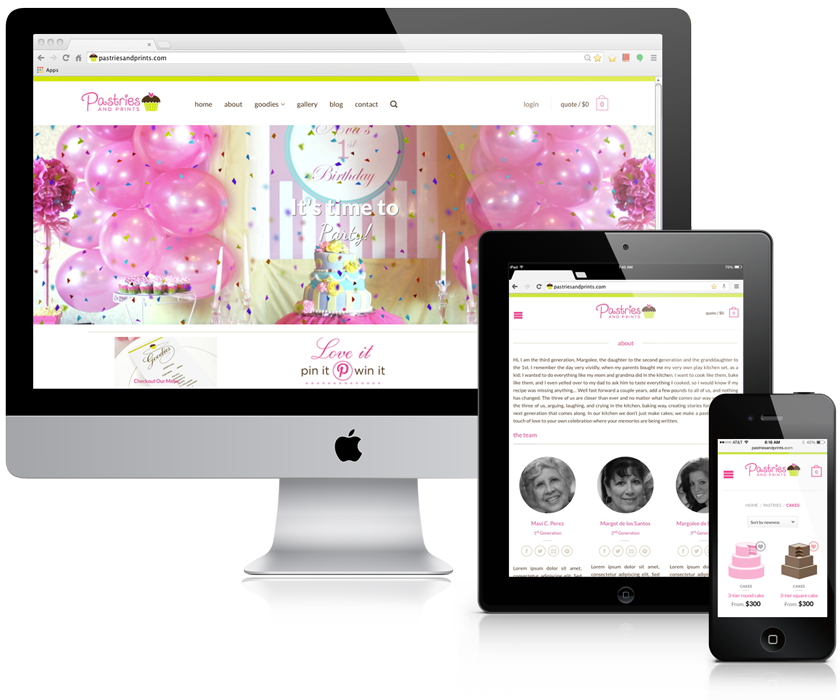 pastriesandprints.com
Apps
Pastries
AND PRINTS
home about goodies gallery blog contact
login quote / $0 0
Ava's
1st
Birthday
It's time to
Party!
Goodies
Checkout Our
Love it
pin it P win it
iPad 70%
pastriesandprints.com
Pastries
AND PRINTS
quote / $0 0
about
Hi, I am the third generation, Margolee, the daughter to the second generation and the granddaughter to
the 1st. I remember the day very vividly, when my parents bought me my very own play kitchen set, as a
kid; I wanted to do everything like my mom and grandma did in the kitchen. I want to cook like them, bake
like them, and I even yelled over to my dad to ask him to taste everything I cooked, so I would know if my
recipe was missing anything... Well fast forward a couple years, add a few pounds to all of us, and nothing
has changed. The three of us are closer than ever and no matter what hurdle comes our way
the three of us, arguing, laughing, and crying in the kitchen, baking away, creating stories
next generation that comes along. In our kitchen we don't just make cakes; we make a
touch of love to your own celebration where your memories are being written.
the team
Mavi C. Perez Margot de los Santos Margolee de los
1st Generation 2nd Generation 3rd Generation
Lorem ipsum dolor sit amet, Lorem ipsum dolor sit amet, Lorem ipsum
consectetur adipiscing elit. Sed consectetur adipiscing elit. Sed consectetur
AT&T 8:16 AM 62%
pastriesandprints.com
Pastries
AND PRINTS
0
HOME / PASTRIES / CAKES
Sort by newness
CAKES CAKES
3-tier round cake 5-tier square cake
From: $300 From: $300